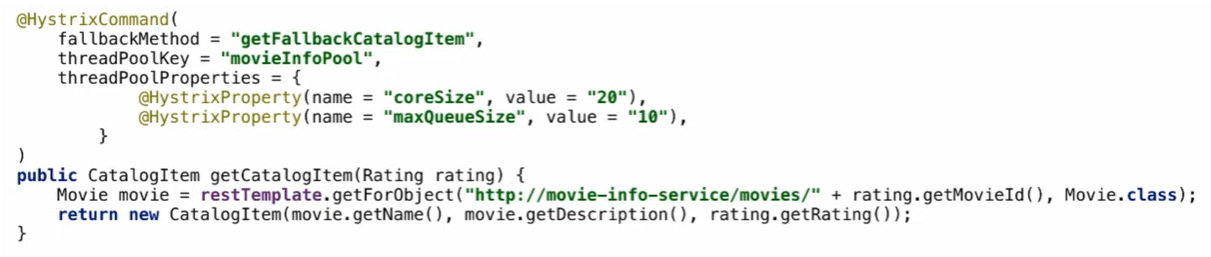 @HystrixCommand(
    fallbackMethod = "getFallbackCatalogItem",
    threadPoolKey = "movieInfoPool",
    threadPoolProperties = {
            @HystrixProperty(name = "coreSize", value = "20"),
            @HystrixProperty(name = "maxQueueSize", value = "10"),
        }
)
public CatalogItem getCatalogItem(Rating rating) {
    Movie movie = restTemplate.getForObject("http://movie-info-service/movies/" + rating.getMovieId(), Movie.class);
    return new CatalogItem(movie.getName(), movie.getDescription(), rating.getRating());
}